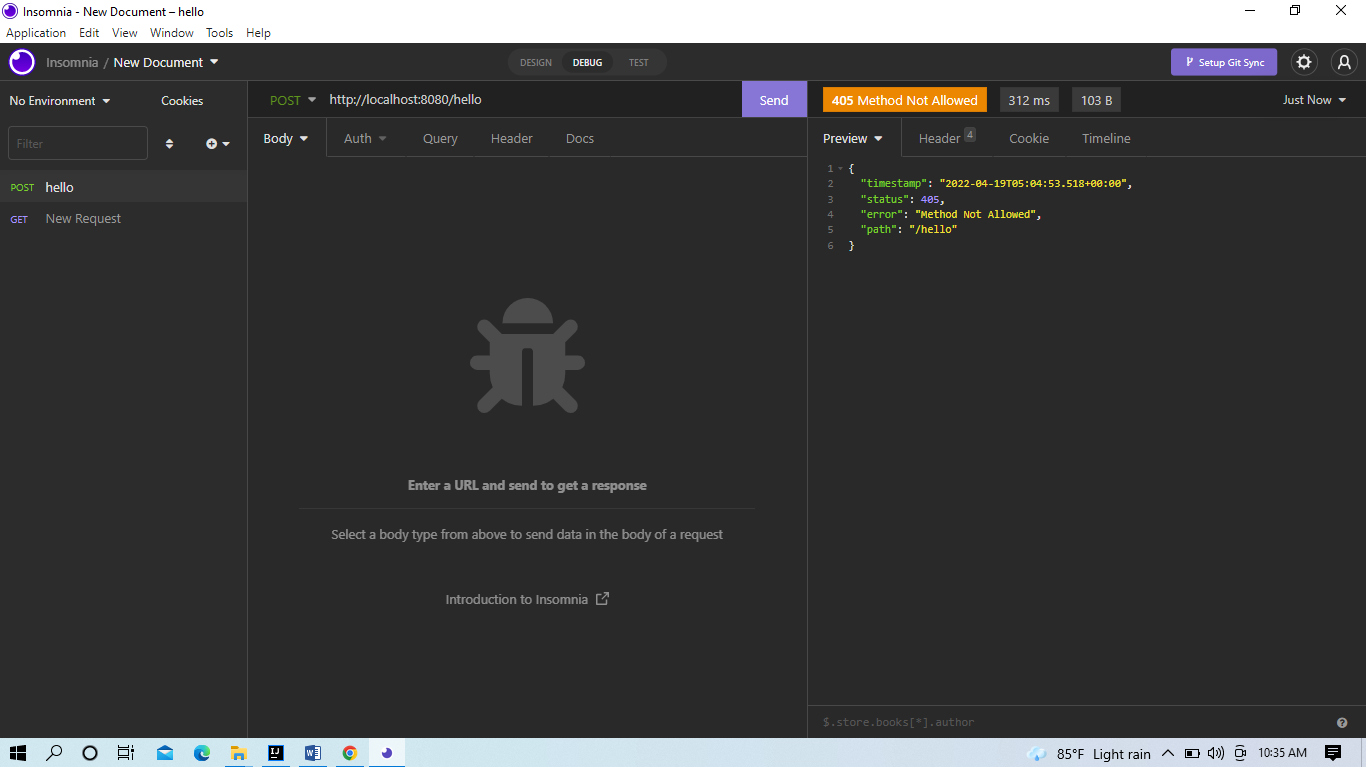 Insomnia - New Document – hello
Application Edit View Window Tools Help
Insomnia / New Document
DESIGN DEBUG TEST
Setup Git Sync
No Environment Cookies
POST http://localhost:8080/hello Send
405 Method Not Allowed 312 ms 103 B Just Now
Filter
Body Auth Query Header Docs
Preview Header 4 Cookie Timeline
POST hello
GET New Request
Enter a URL and send to get a response
Select a body type from above to send data in the body of a request
Introduction to Insomnia
1 {
2 "timestamp": "2022-04-19T05:04:53.518+00:00",
3 "status": 405,
4 "error": "Method Not Allowed",
5 "path": "/hello"
6 }
$.store.books[*].author
85°F Light rain 10:35 AM